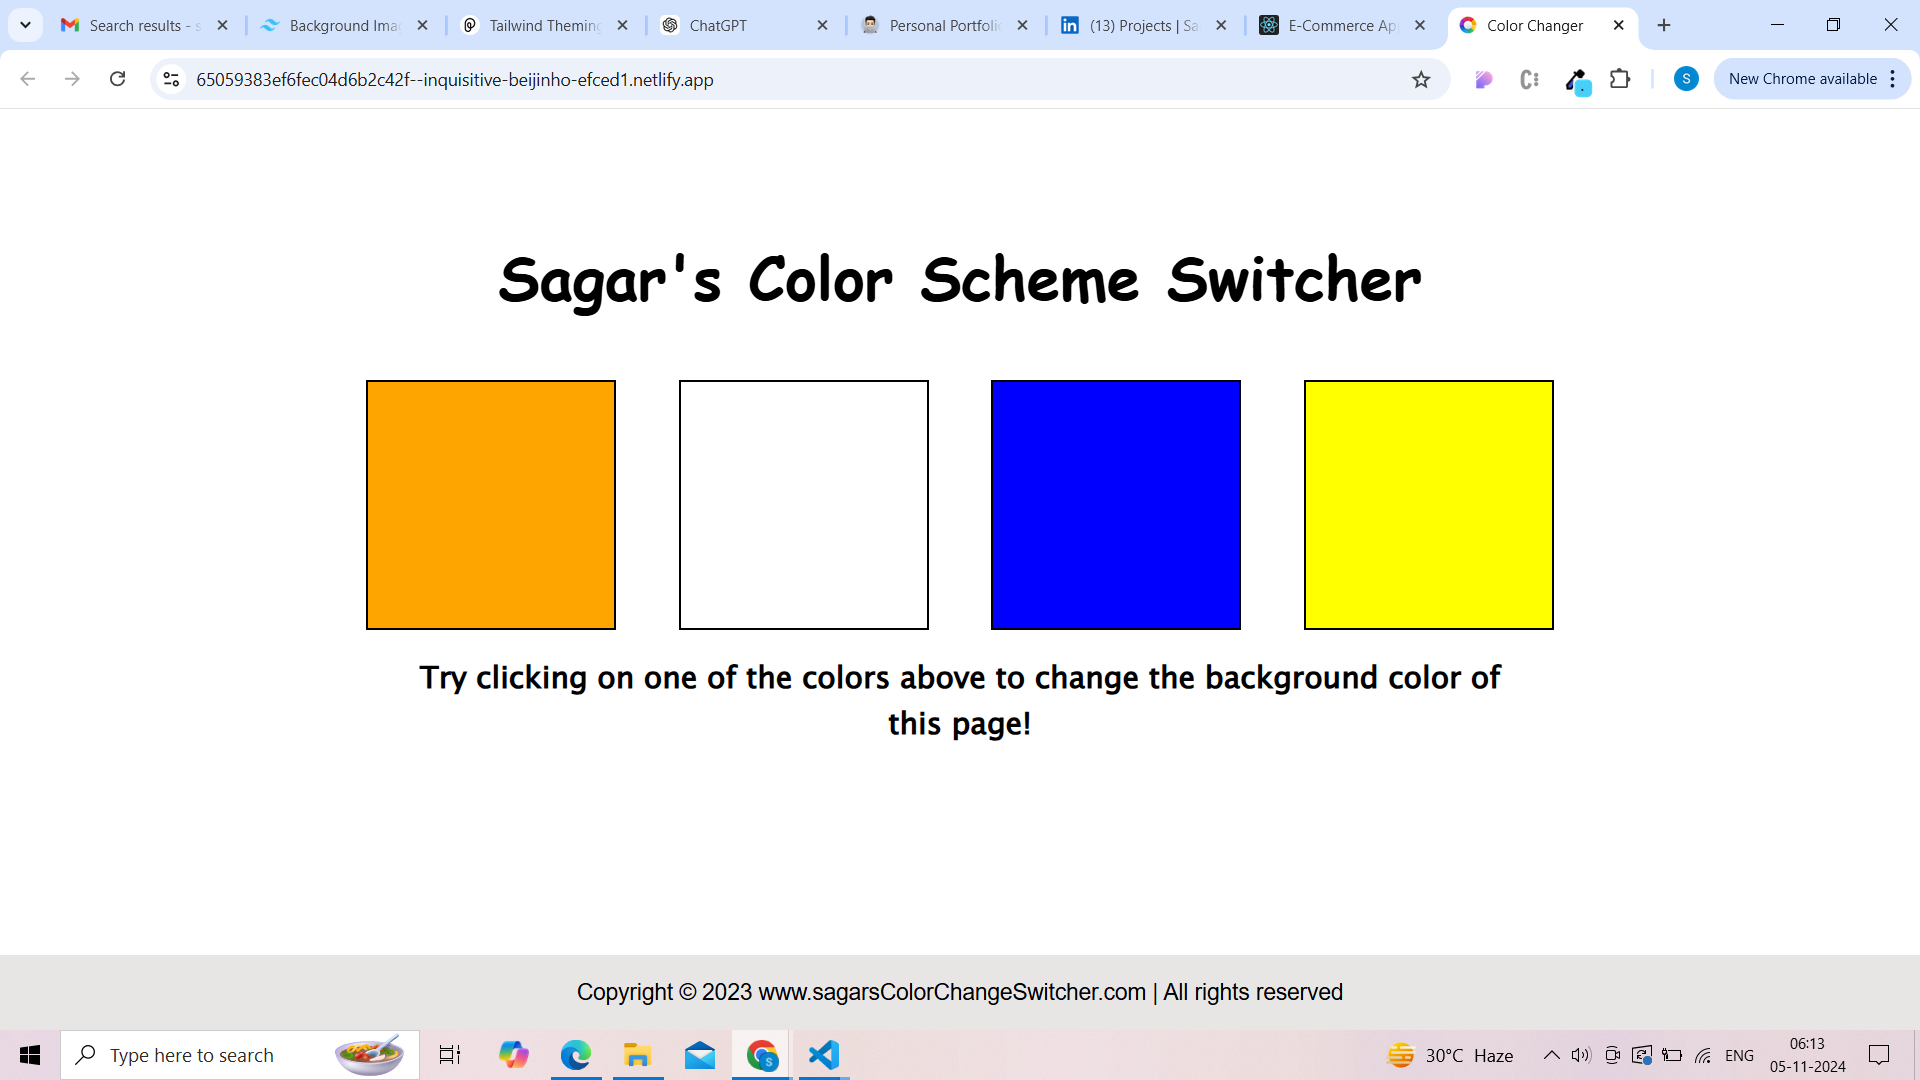 Search results - s
Background Ima
Tailwind Theming
ChatGPT
Personal Portfoli
(13) Projects | Sa
E-Commerce Ap
Color Changer
65059383ef6fec04d6b2c42f--inquisitive-beijinho-efced1.netlify.app
S
New Chrome available
Sagar's Color Scheme Switcher
Try clicking on one of the colors above to change the background color of
this page!
Copyright © 2023 www.sagarsColorChangeSwitcher.com | All rights reserved
Type here to search
S
30°C Haze
ENG
06:13
05-11-2024